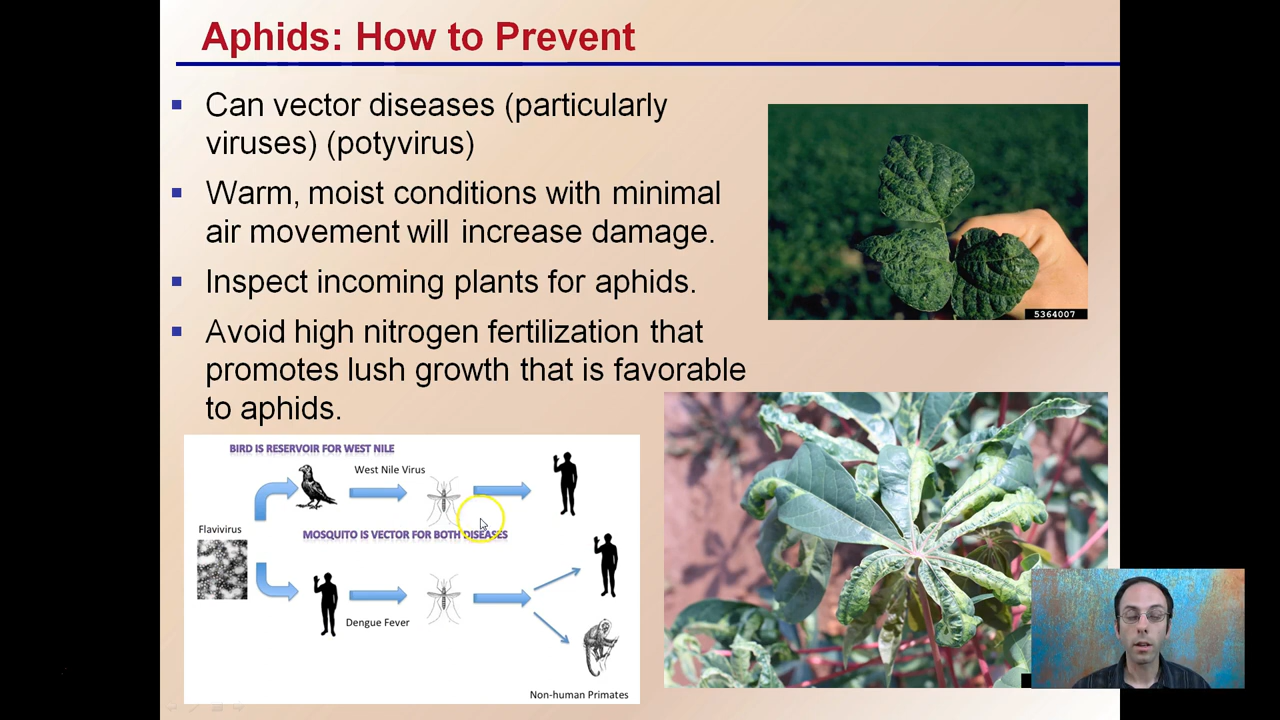 Aphids: How to Prevent
Can vector diseases (particularly
viruses) (potyvirus)
Warm, moist conditions with minimal
air movement will increase damage.
Inspect incoming plants for aphids.
Avoid high nitrogen fertilization that
promotes lush growth that is favorable
to aphids.
5364007
BIRD IS RESERVOIR FOR WEST NILE
West Nile Virus
Flavivirus
MOSQUITO IS VECTOR FOR BOTH DISEASES
Dengue Fever
Non-human Primates